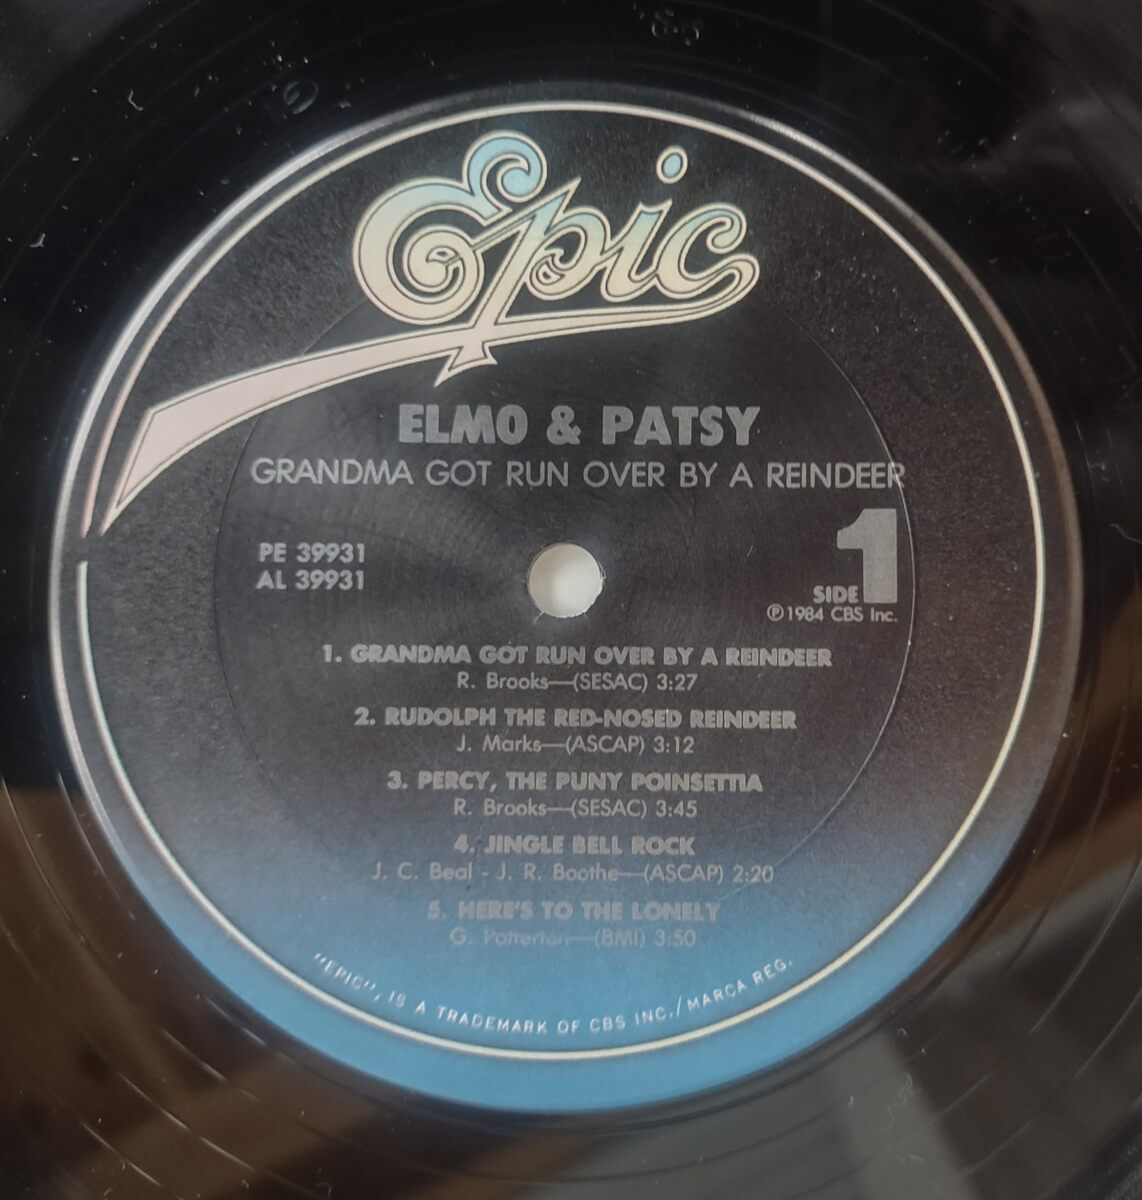 Epic
ELMO & PATSY
GRANDMA GOT RUN OVER BY A REINDEER
PE 39931
AL 39931
SIDE 1
℗1984 CBS Inc.
1. GRANDMA GOT RUN OVER BY A REINDEER
R. Brooks—(SESAC) 3:27
2. RUDOLPH THE RED-NOSED REINDEER
J. Marks—(ASCAP) 3:12
3. PERCY, THE PUNY POINSETTIA
R. Brooks—(SESAC) 3:45
4. JINGLE BELL ROCK
J. C. Beal - J. R. Boothe—(ASCAP) 2:20
5. HERE'S TO THE LONELY
G. Potterton—(BMI) 3:50
"EPIC", IS A TRADEMARK OF CBS INC./MARCA REG.